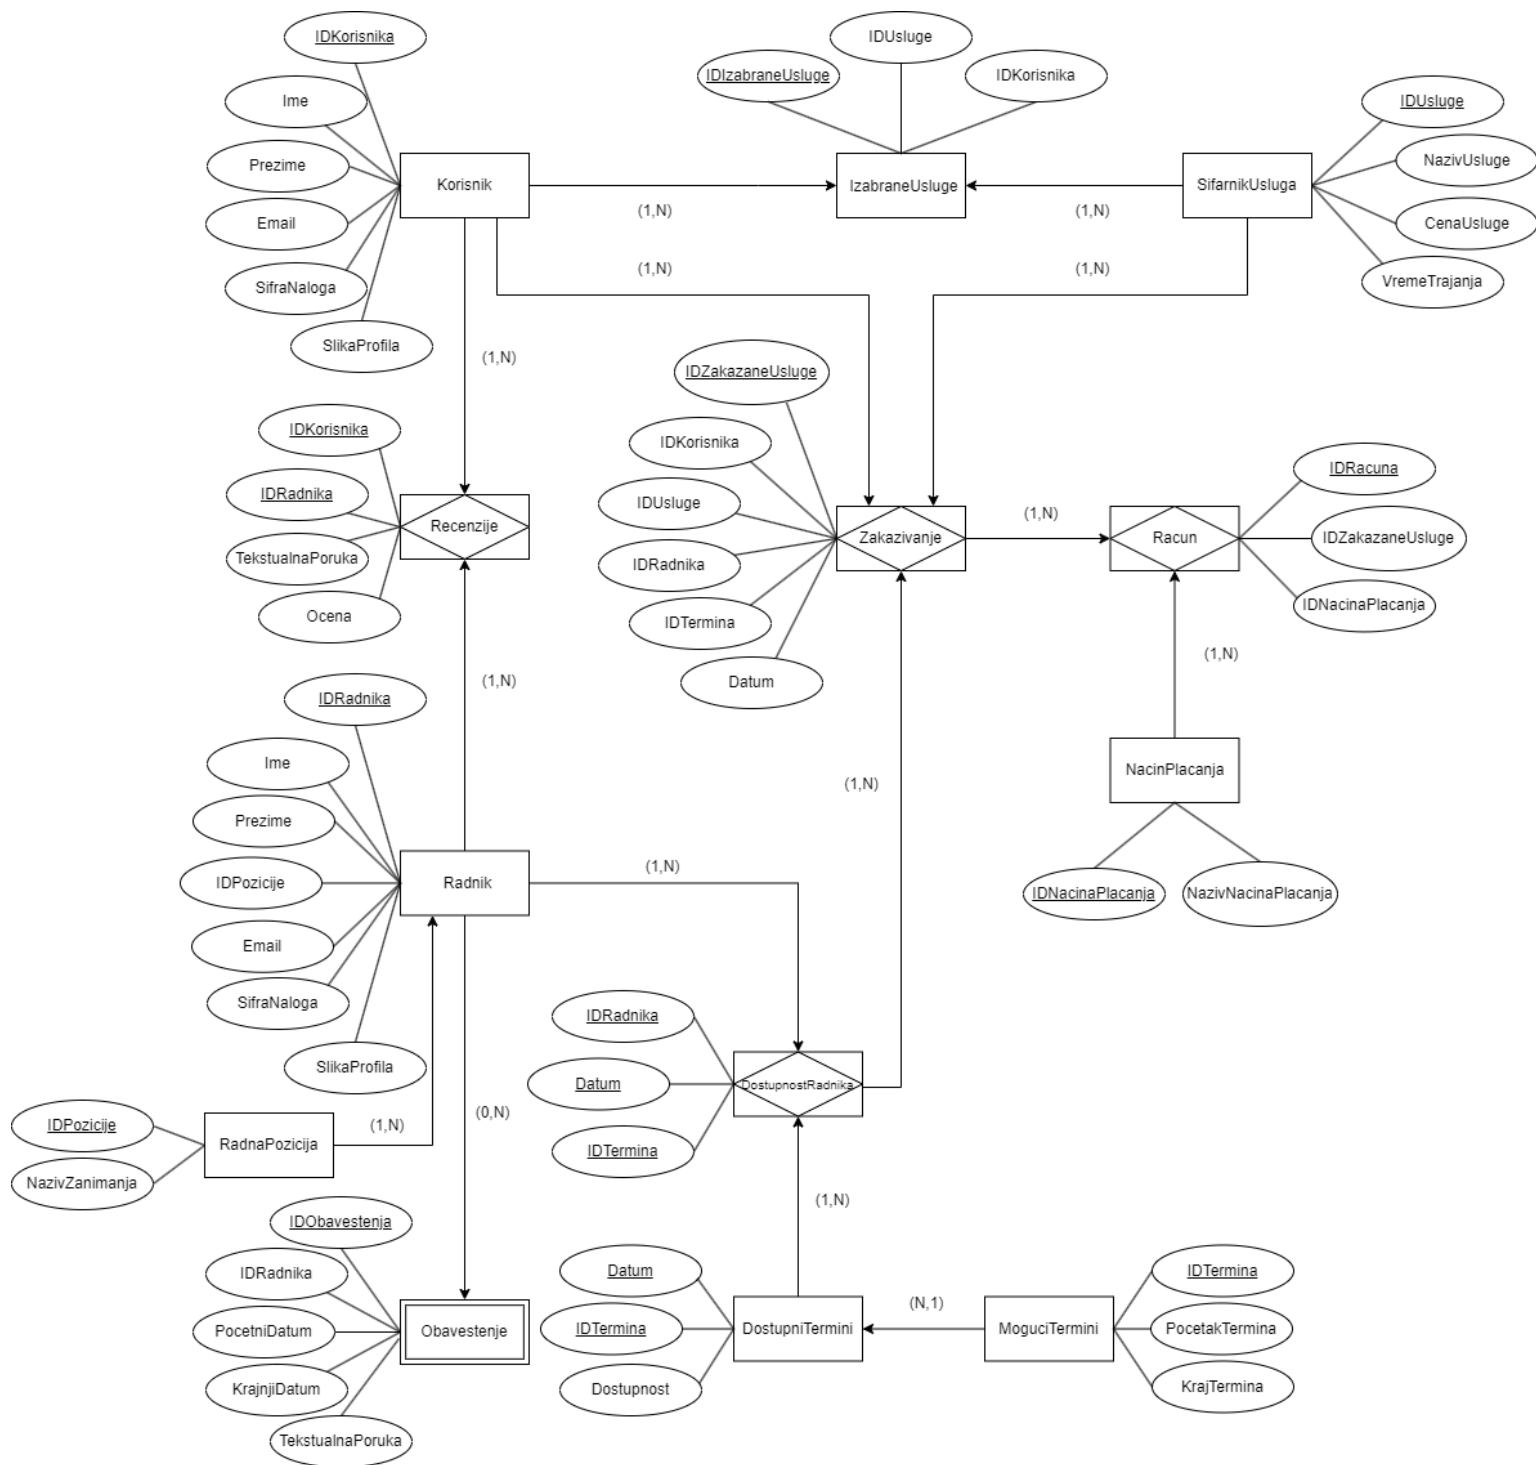 IDKorisnika
Ime
Prezime
Email
SifraNaloga
SlikaProfila
Korisnik
(1,N)
(1,N)
(1,N)
IDIzabraneUsluge
IDUsluge
IDKorisnika
IzabraneUsluge
(1,N)
(1,N)
SifarnikUsluga
IDUsluge
NazivUsluge
CenaUsluge
VremeTrajanja
IDKorisnika
IDRadnika
TekstualnaPoruka
Ocena
Recenzije
(1,N)
IDZakazaneUsluge
IDKorisnika
IDUsluge
IDRadnika
IDTermina
Datum
Zakazivanje
(1,N)
Racun
IDRacuna
IDZakazaneUsluge
IDNacinaPlacanja
(1,N)
NacinPlacanja
IDNacinaPlacanja
NazivNacinaPlacanja
IDRadnika
Ime
Prezime
IDPozicije
Email
SifraNaloga
SlikaProfila
Radnik
(1,N)
(1,N)
IDPozicije
NazivZanimanja
RadnaPozicija
(1,N)
(0,N)
IDRadnika
Datum
IDTermina
DostupnostRadnika
(1,N)
IDObavestenja
IDRadnika
PocetniDatum
KrajnjiDatum
TekstualnaPoruka
Obavestenje
Datum
IDTermina
Dostupnost
DostupniTermini
(N,1)
MoguciTermini
IDTermina
PocetakTermina
KrajTermina